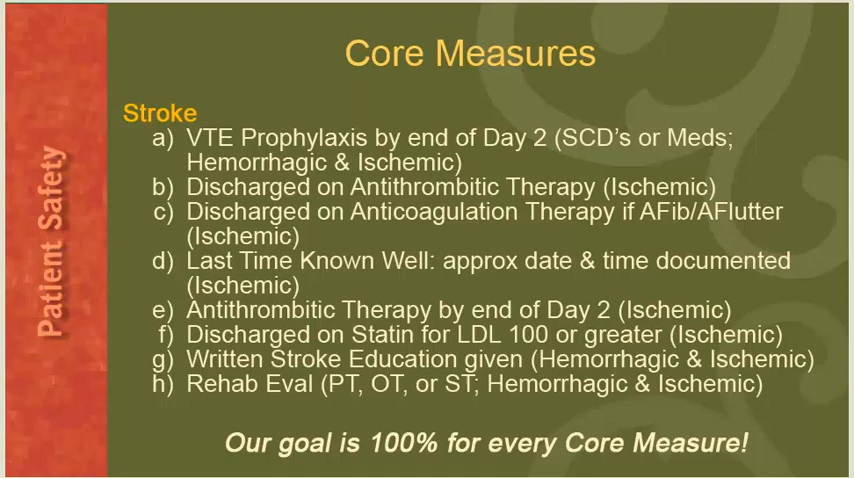 Core Measures
Patient Safety
Stroke
a) VTE Prophylaxis by end of Day 2 (SCD's or Meds;
Hemorrhagic & Ischemic)
b) Discharged on Antithrombitic Therapy (Ischemic)
c) Discharged on Anticoagulation Therapy if AFib/AFlutter
(Ischemic)
d) Last Time Known Well: approx date & time documented
(Ischemic)
e) Antithrombitic Therapy by end of Day 2 (Ischemic)
f) Discharged on Statin for LDL 100 or greater (Ischemic)
g) Written Stroke Education given (Hemorrhagic & Ischemic)
h) Rehab Eval (PT, OT, or ST; Hemorrhagic & Ischemic)
Our goal is 100% for every Core Measure!